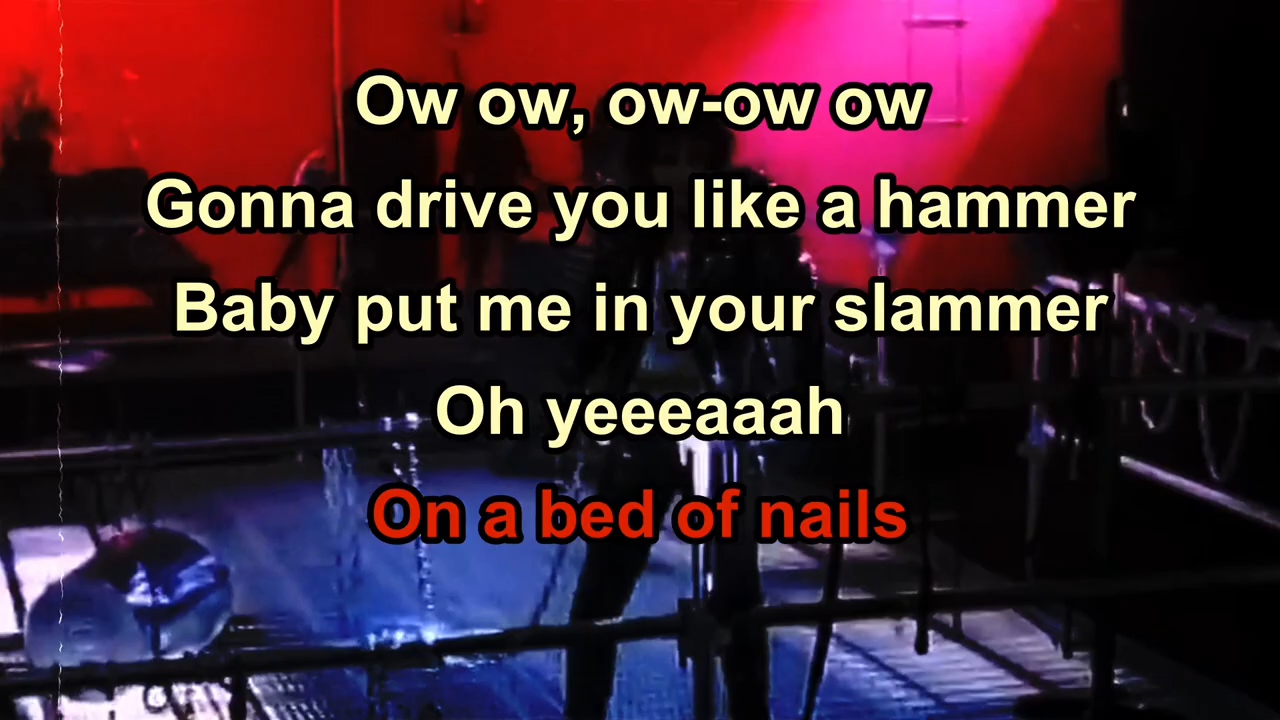 Ow ow, ow-ow ow
Gonna drive you like a hammer
Baby put me in your slammer
Oh yeeeaaah
On a bed of nails